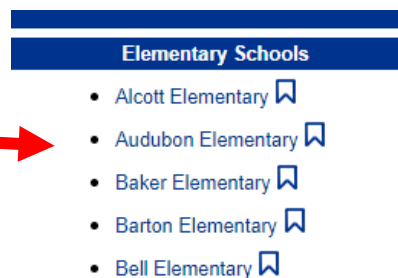 Elementary Schools
Alcott Elementary
Audubon Elementary
Baker Elementary
Barton Elementary
Bell Elementary